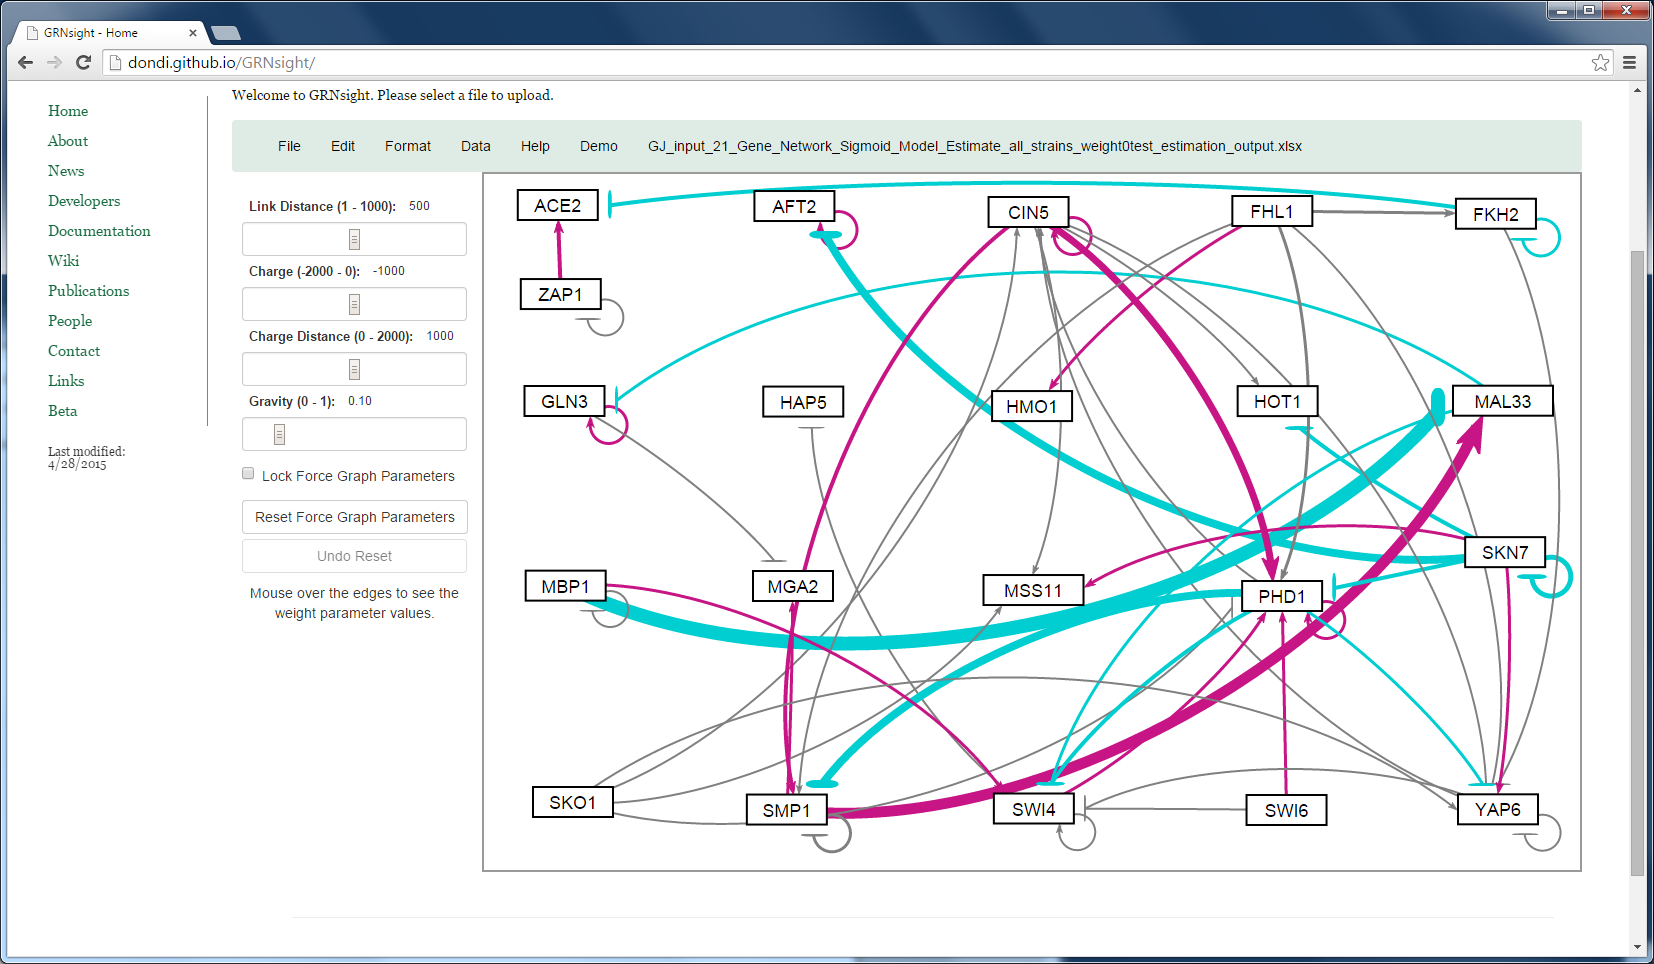 GRNsight - Home
dondi.github.io/GRNsight/
Home
About
News
Developers
Documentation
Wiki
Publications
People
Contact
Links
Beta
Last modified:
4/28/2015
Welcome to GRNsight. Please select a file to upload.
File Edit Format Data Help Demo GJ_input_21_Gene_Network_Sigmoid_Model_Estimate_all_strains_weight0test_estimation_output.xlsx
Link Distance (1 - 1000): 500
Charge (-2000 - 0): -1000
Charge Distance (0 - 2000): 1000
Gravity (0 - 1): 0.10
Lock Force Graph Parameters
Reset Force Graph Parameters
Undo Reset
Mouse over the edges to see the
weight parameter values.
ACE2 AFT2 CIN5 FHL1 FKH2
ZAP1
GLN3 HAP5 HMO1 HOT1 MAL33
SKN7
MBP1 MGA2 MSS11 PHD1
SKO1 SMP1 SWI4 SWI6 YAP6